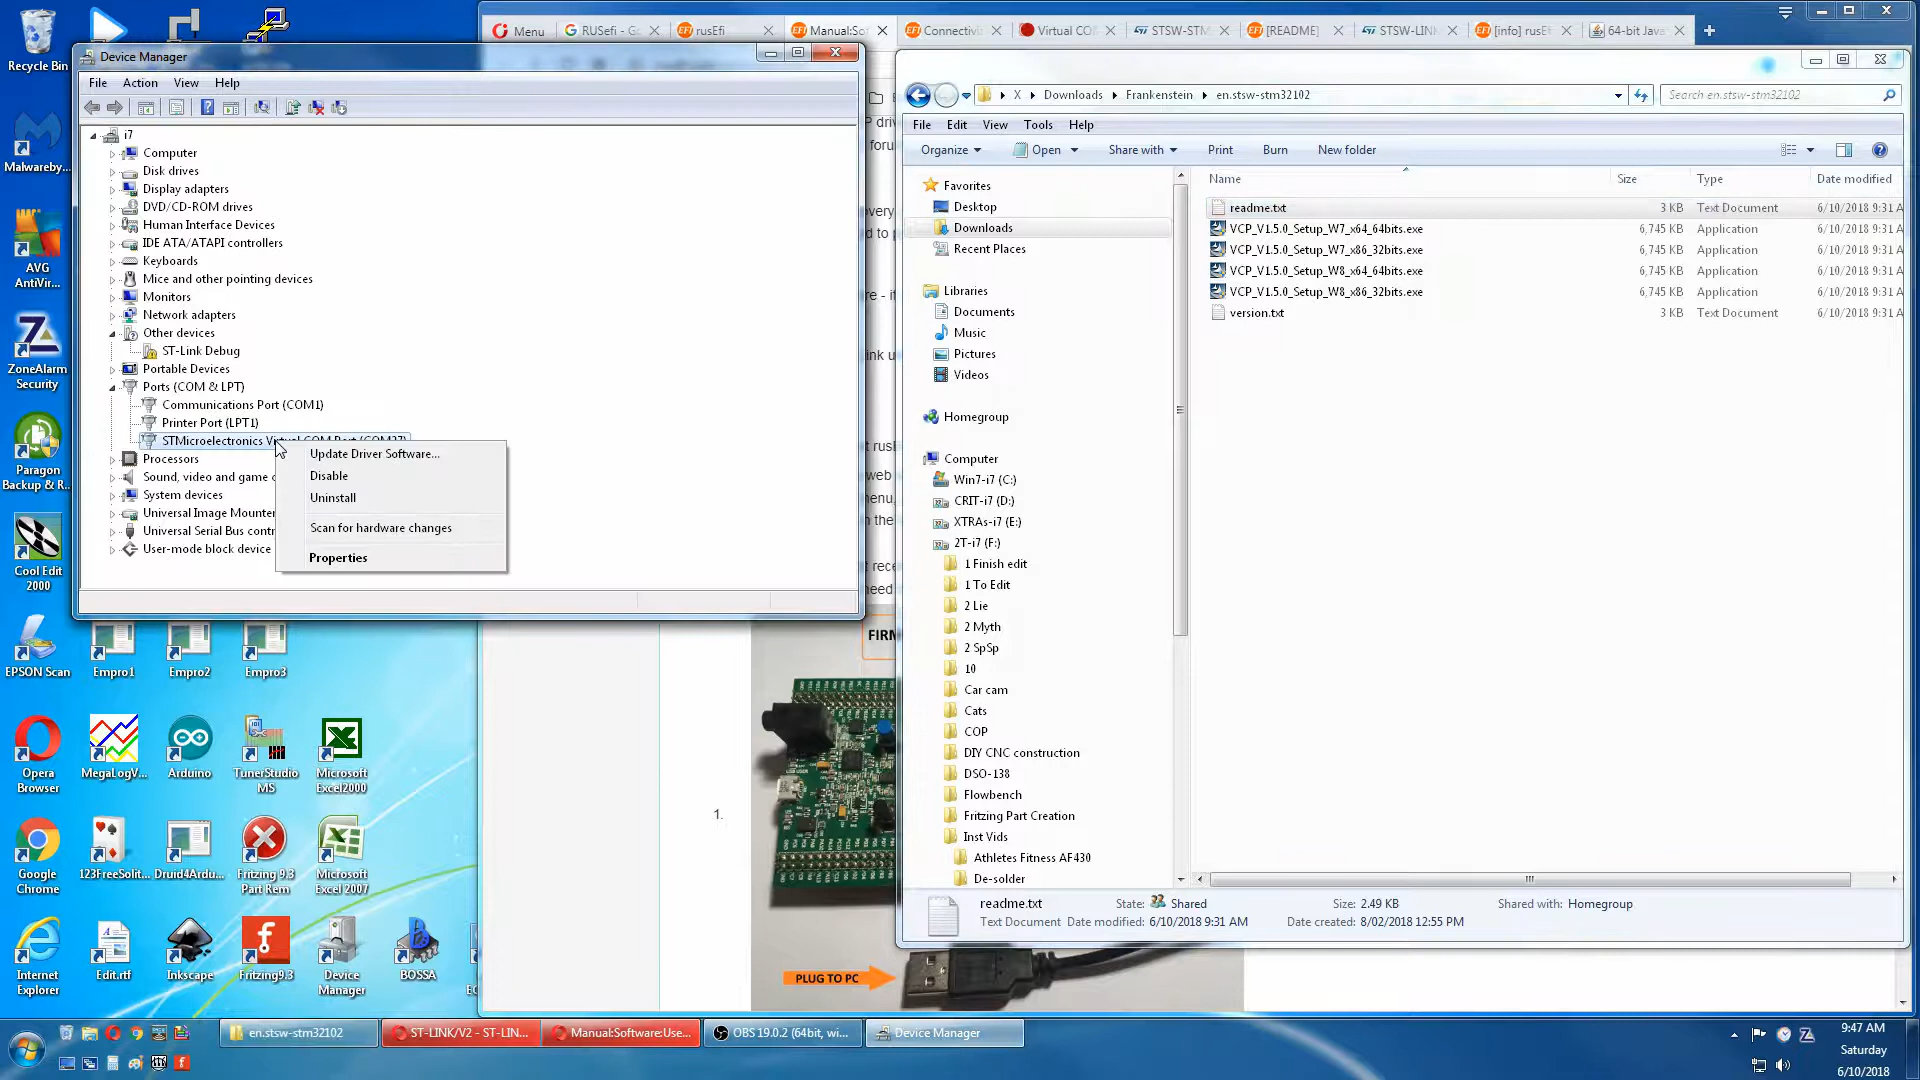 Recycle Bin
Malwareby...
AVG AntiVir...
ZoneAlarm Security
Paragon Backup & R...
Cool Edit 2000
EPSON Scan
Empro1
Empro2
Empro3
Opera Browser
MegaLogV...
Arduino
TunerStudio MS
Microsoft Excel2000
Google Chrome
123FreeSolit...
Druid4Ardu...
Fritzing 9.3 Part Rem
Microsoft Excel 2007
Internet Explorer
Edit.rtf
Inkscape
Fritzing9.3
Device Manager
BOSSA
Device Manager
File Action View Help
i7
Computer
Disk drives
Display adapters
DVD/CD-ROM drives
Human Interface Devices
IDE ATA/ATAPI controllers
Keyboards
Mice and other pointing devices
Monitors
Network adapters
Other devices
ST-Link Debug
Portable Devices
Ports (COM & LPT)
Communications Port (COM1)
Printer Port (LPT1)
STMicroelectronics Virtual COM Port (COM27)
Processors
Sound, video and game c
System devices
Universal Image Mounter
Universal Serial Bus contr
User-mode block device
Update Driver Software...
Disable
Uninstall
Scan for hardware changes
Properties
Menu
RUSefi - G
rusEfi
Manual:So
Connectivi
Virtual CO
STSW-STM
[README]
STSW-LINK
[info] rusE
64-bit Java
FIRM
1.
PLUG TO PC
X Downloads Frankenstein en.stsw-stm32102
Search en.stsw-stm32102
File Edit View Tools Help
Organize Open Share with Print Burn New folder
Name Size Type Date modified
readme.txt 3 KB Text Document 6/10/2018 9:31 A
VCP_V1.5.0_Setup_W7_x64_64bits.exe 6,745 KB Application 6/10/2018 9:31 A
VCP_V1.5.0_Setup_W7_x86_32bits.exe 6,745 KB Application 6/10/2018 9:31 A
VCP_V1.5.0_Setup_W8_x64_64bits.exe 6,745 KB Application 6/10/2018 9:31 A
VCP_V1.5.0_Setup_W8_x86_32bits.exe 6,745 KB Application 6/10/2018 9:31 A
version.txt 3 KB Text Document 6/10/2018 9:31 A
Favorites
Desktop
Downloads
Recent Places
Libraries
Documents
Music
Pictures
Videos
Homegroup
Computer
Win7-i7 (C:)
CRIT-i7 (D:)
XTRAs-i7 (E:)
2T-i7 (F:)
1 Finish edit
1 To Edit
2 Lie
2 Myth
2 SpSp
10
Car cam
Cats
COP
DIY CNC construction
DSO-138
Flowbench
Fritzing Part Creation
Inst Vids
Athletes Fitness AF430
De-solder
readme.txt State: Shared Size: 2.49 KB Shared with: Homegroup
Text Document Date modified: 6/10/2018 9:31 AM Date created: 8/02/2018 12:55 PM
en.stsw-stm32102
ST-LINK/V2 - ST-LIN...
Manual:Software:Use...
OBS 19.0.2 (64bit, wi...
Device Manager
9:47 AM
Saturday
6/10/2018